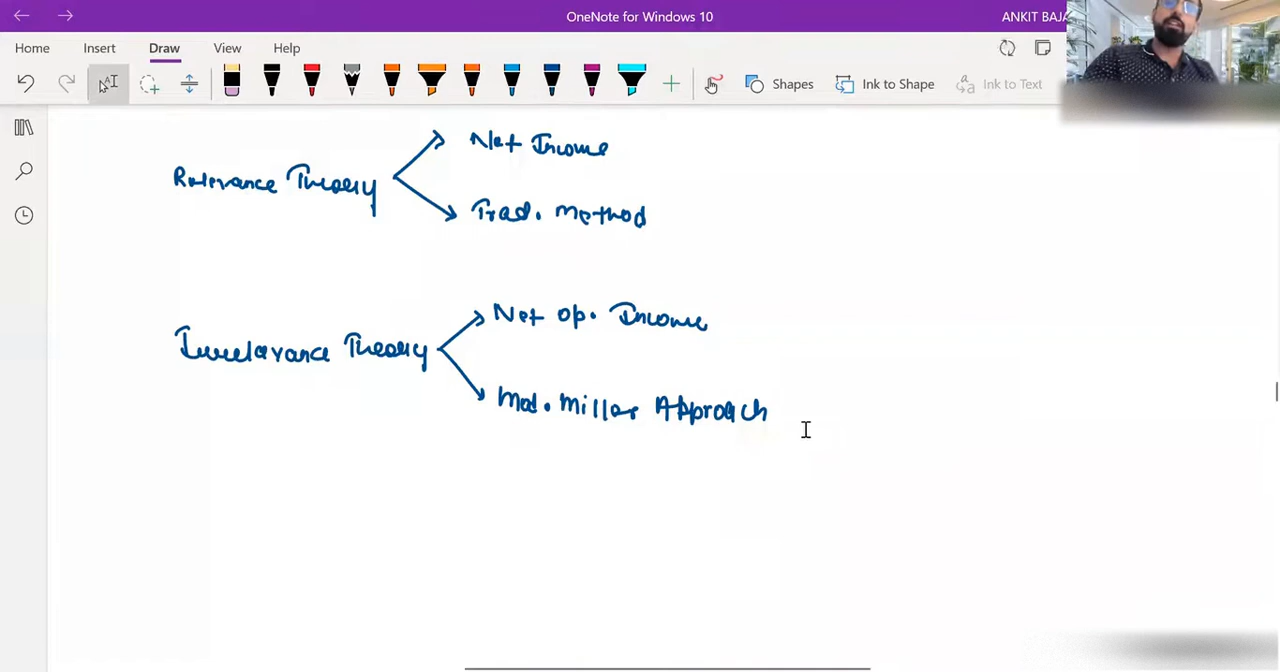 OneNote for Windows 10
ANKIT BAJA
Home Insert Draw View Help
Shapes Ink to Shape Ink to Text
Net Income
Relevance Theory
Trad. Method
Net Op. Income
Irrelevance Theory
Mod. Miller Approach